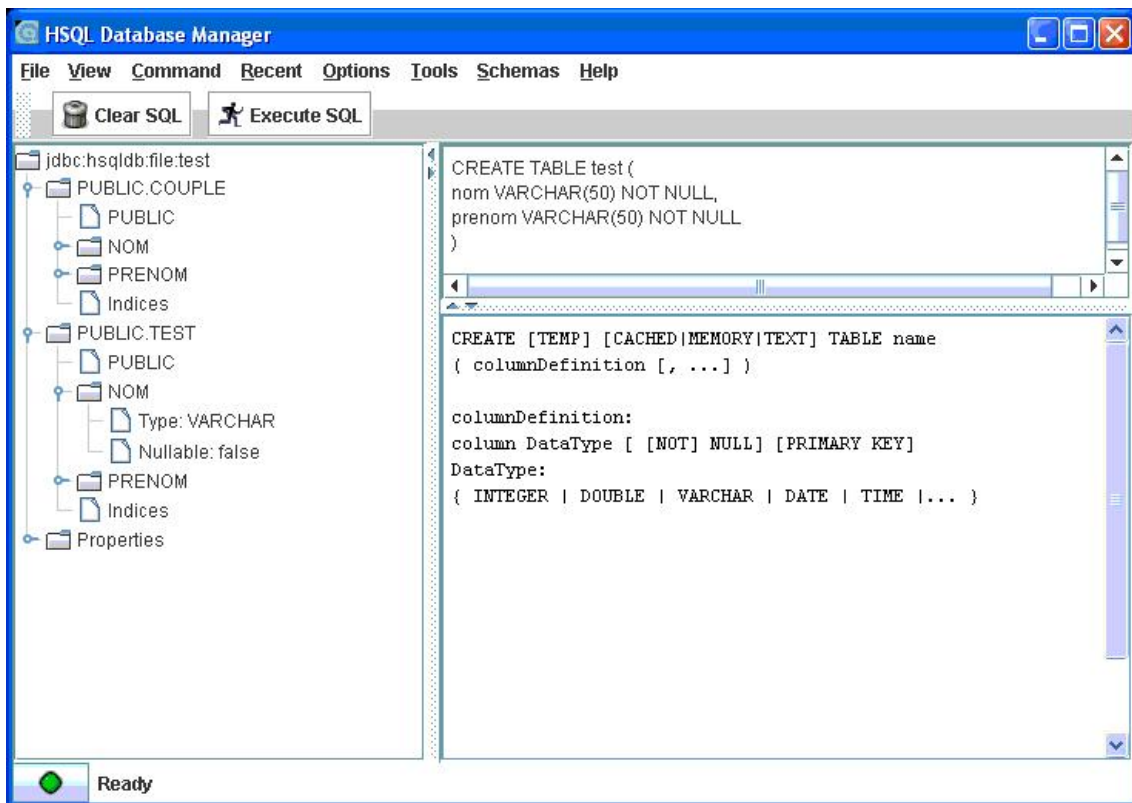 HSQL Database Manager
File View Command Recent Options Tools Schemas Help
Clear SQL Execute SQL
jdbc:hsqldb:file:test
PUBLIC.COUPLE
PUBLIC
NOM
PRENOM
Indices
PUBLIC.TEST
PUBLIC
NOM
Type: VARCHAR
Nullable: false
PRENOM
Indices
Properties
CREATE TABLE test (
nom VARCHAR(50) NOT NULL,
prenom VARCHAR(50) NOT NULL
)
CREATE [TEMP] [CACHED|MEMORY|TEXT] TABLE name
( columnDefinition [, ...] )
columnDefinition:
column DataType [ [NOT] NULL] [PRIMARY KEY]
DataType:
{ INTEGER | DOUBLE | VARCHAR | DATE | TIME |... }
Ready